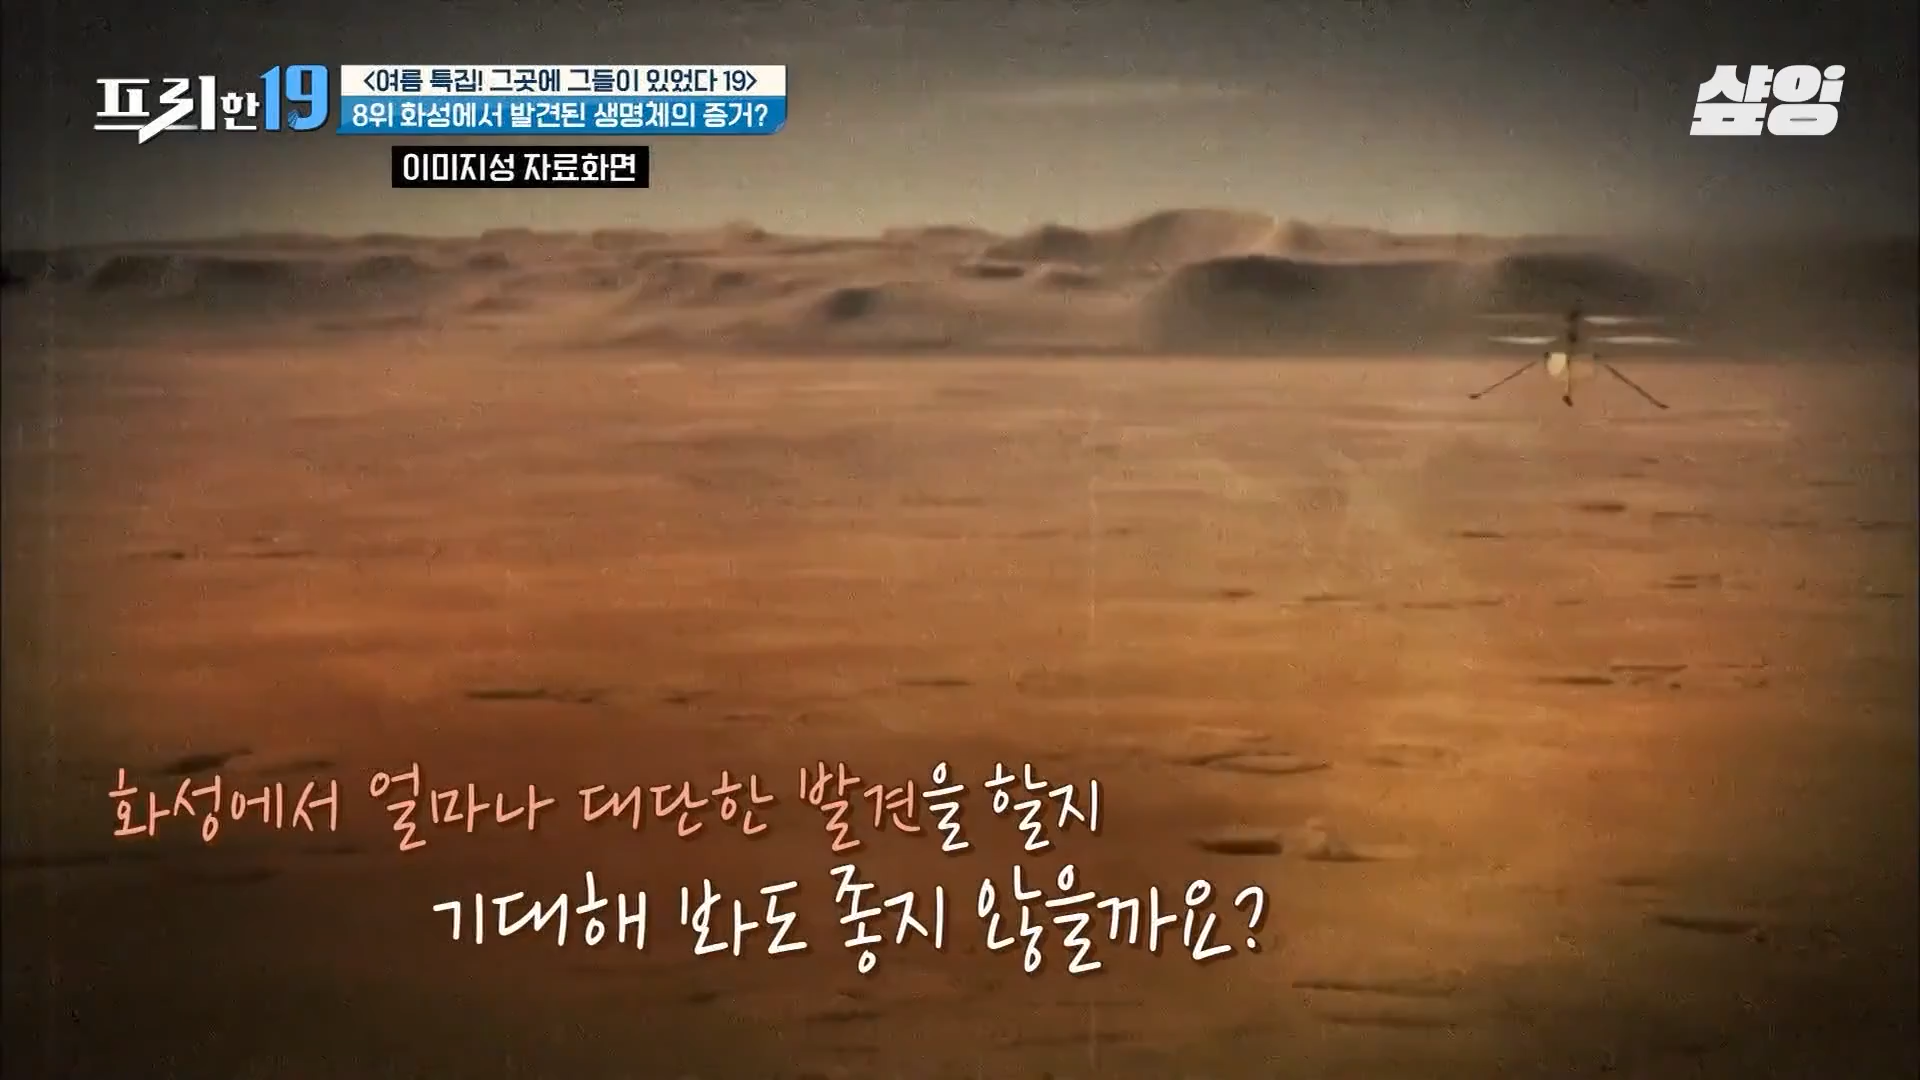 프리한19
<여름 특집! 그곳에 그들이 있었다 19>
8위 화성에서 발견된 생명체의 증거?
이미지성 자료화면
샾잉
화성에서 얼마나 대단한 발견을 할지
기대해 봐도 좋지 않을까요?